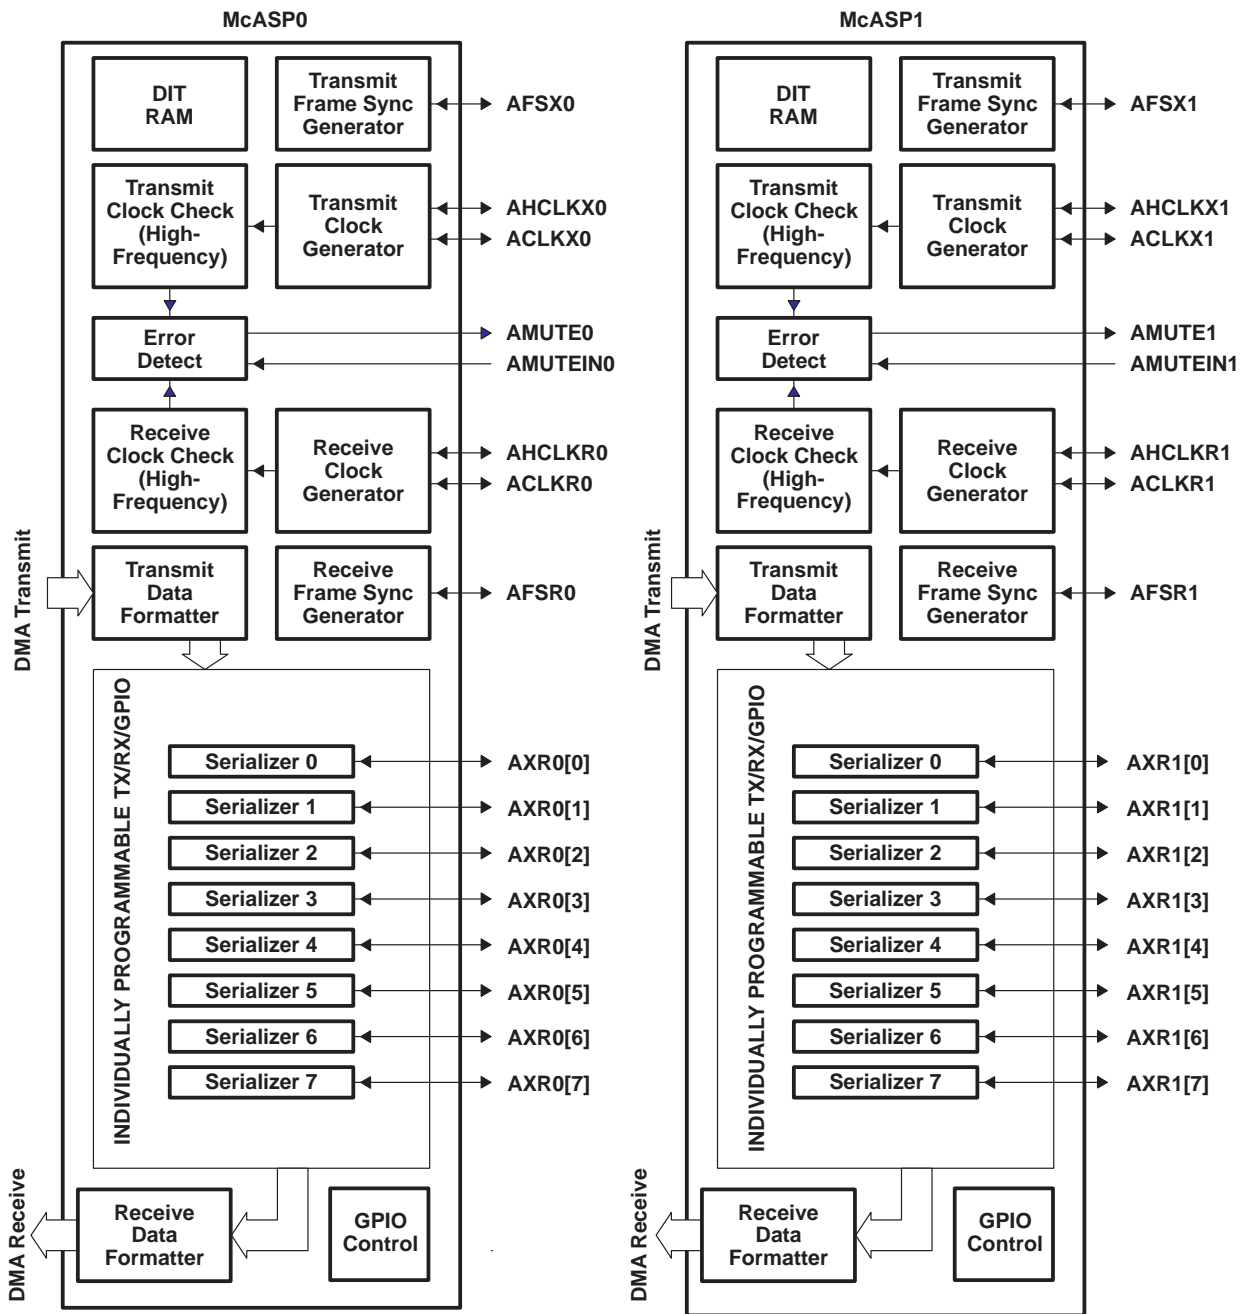 McASP0
DIT
RAM
Transmit
Frame Sync
Generator
AFSX0
Transmit
Clock Check
(High-
Frequency)
Transmit
Clock
Generator
AHCLKX0
ACLKX0
Error
Detect
AMUTE0
AMUTEIN0
Receive
Clock Check
(High-
Frequency)
Receive
Clock
Generator
AHCLKR0
ACLKR0
DMA Transmit
Transmit
Data
Formatter
Receive
Frame Sync
Generator
AFSR0
INDIVIDUALLY PROGRAMMABLE TX/RX/GPIO
Serializer 0
AXR0[0]
Serializer 1
AXR0[1]
Serializer 2
AXR0[2]
Serializer 3
AXR0[3]
Serializer 4
AXR0[4]
Serializer 5
AXR0[5]
Serializer 6
AXR0[6]
Serializer 7
AXR0[7]
DMA Receive
Receive
Data
Formatter
GPIO
Control
McASP1
DIT
RAM
Transmit
Frame Sync
Generator
AFSX1
Transmit
Clock Check
(High-
Frequency)
Transmit
Clock
Generator
AHCLKX1
ACLKX1
Error
Detect
AMUTE1
AMUTEIN1
Receive
Clock Check
(High-
Frequency)
Receive
Clock
Generator
AHCLKR1
ACLKR1
DMA Transmit
Transmit
Data
Formatter
Receive
Frame Sync
Generator
AFSR1
INDIVIDUALLY PROGRAMMABLE TX/RX/GPIO
Serializer 0
AXR1[0]
Serializer 1
AXR1[1]
Serializer 2
AXR1[2]
Serializer 3
AXR1[3]
Serializer 4
AXR1[4]
Serializer 5
AXR1[5]
Serializer 6
AXR1[6]
Serializer 7
AXR1[7]
DMA Receive
Receive
Data
Formatter
GPIO
Control